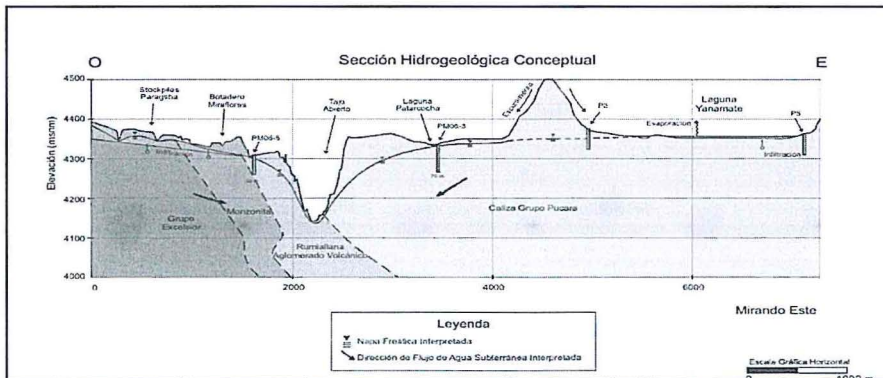 Sección Hidrogeológica Conceptual
O
E
Elevación (msnm)
4500
4400
4300
4200
4100
4000
Stockpiles
Paragsha
Botadero
Miraflores
PM06-5
Tajo
Abierto
Laguna
Patarcocha
PM06-3
Escorrentía
P2
Evaporación
Laguna
Yanamate
P5
Infiltración
Infiltración
Grupo
Excelsior
Monzonita
Rumiallana
Aglomerado Volcánico
Caliza Grupo Pucara
0
2000
4000
6000
Mirando Este
Leyenda
Napa Freática Interpretada
Dirección de Flujo de Agua Subterránea Interpretada
Escala Gráfica Horizontal